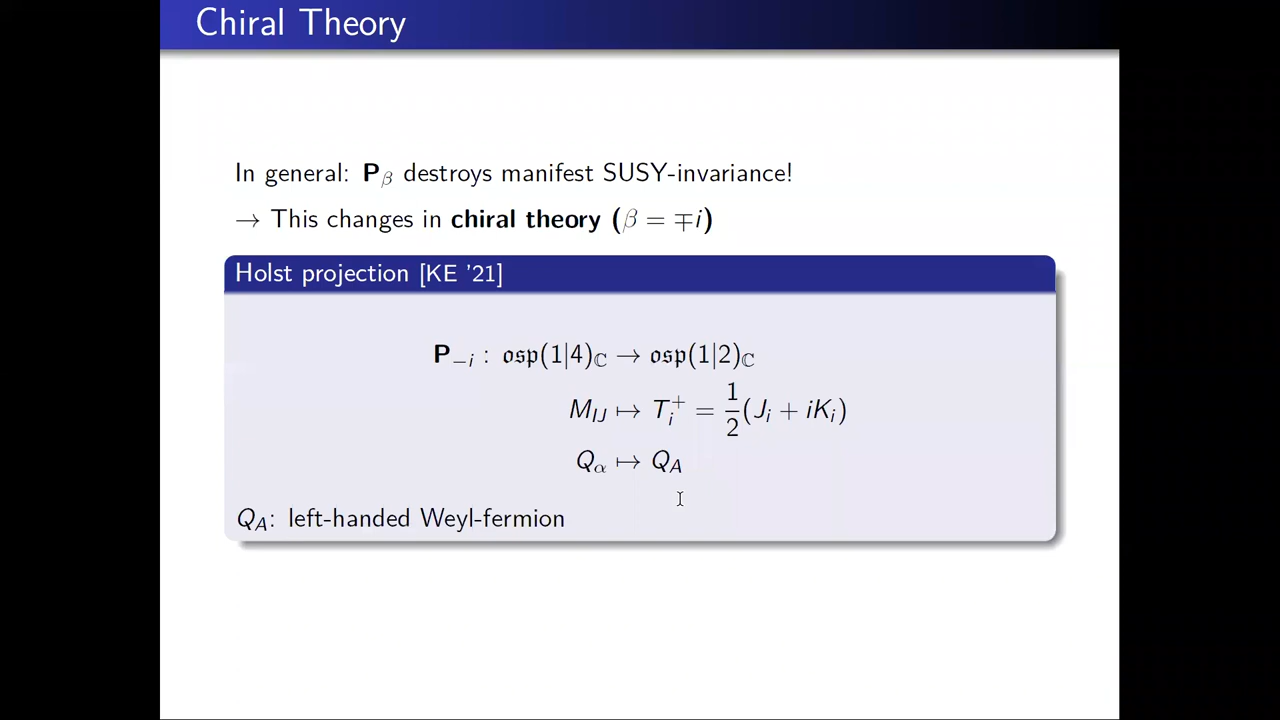 Chiral Theory
In general: 𝐏_β destroys manifest SUSY-invariance!
→ This changes in chiral theory (β = ∓i)
Holst projection [KE '21]
𝐏_{−i} : 𝔬𝔰𝔭(1|4)_ℂ → 𝔬𝔰𝔭(1|2)_ℂ
M_{IJ} ↦ T_i^+ = \frac{1}{2}(J_i + iK_i)
Q_α ↦ Q_A
Q_A: left-handed Weyl-fermion